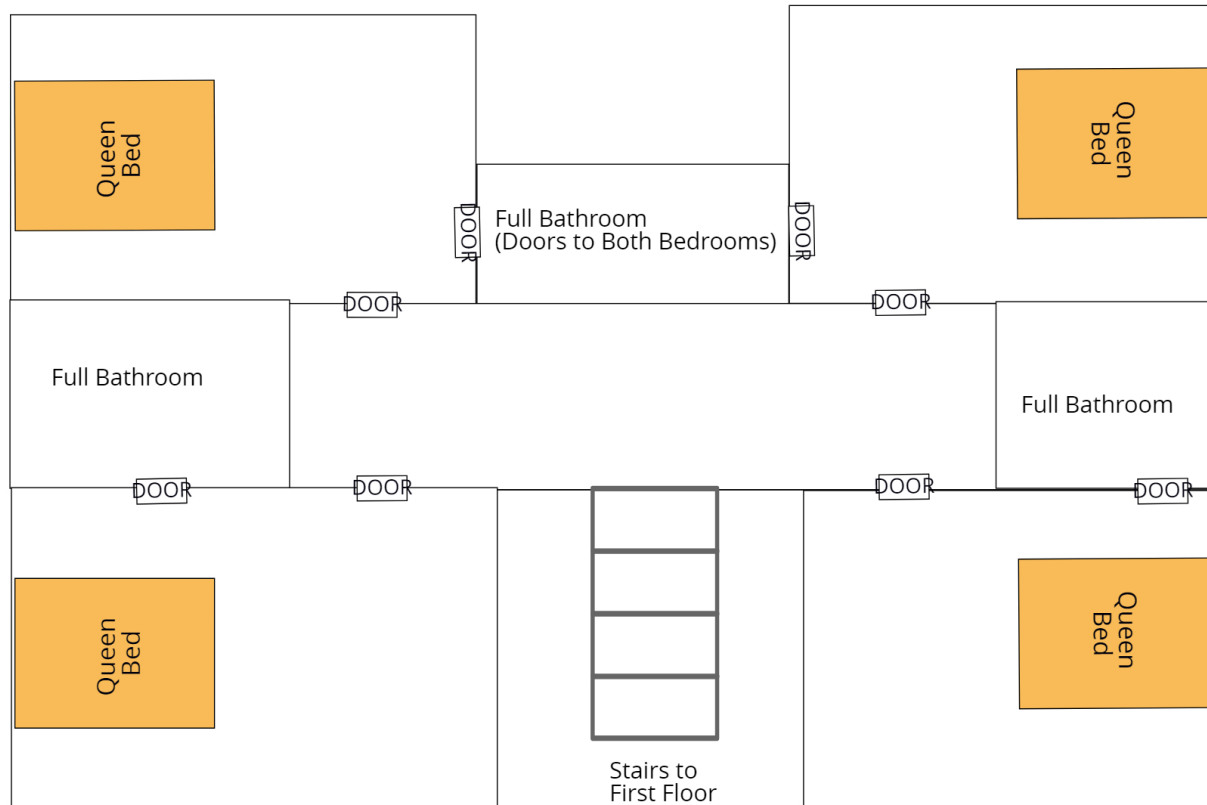 Queen
Bed
Queen
Bed
DOOR
Full Bathroom
(Doors to Both Bedrooms)
DOOR
DOOR
DOOR
Full Bathroom
Full Bathroom
DOOR
DOOR
DOOR
DOOR
Queen
Bed
Queen
Bed
Stairs to
First Floor